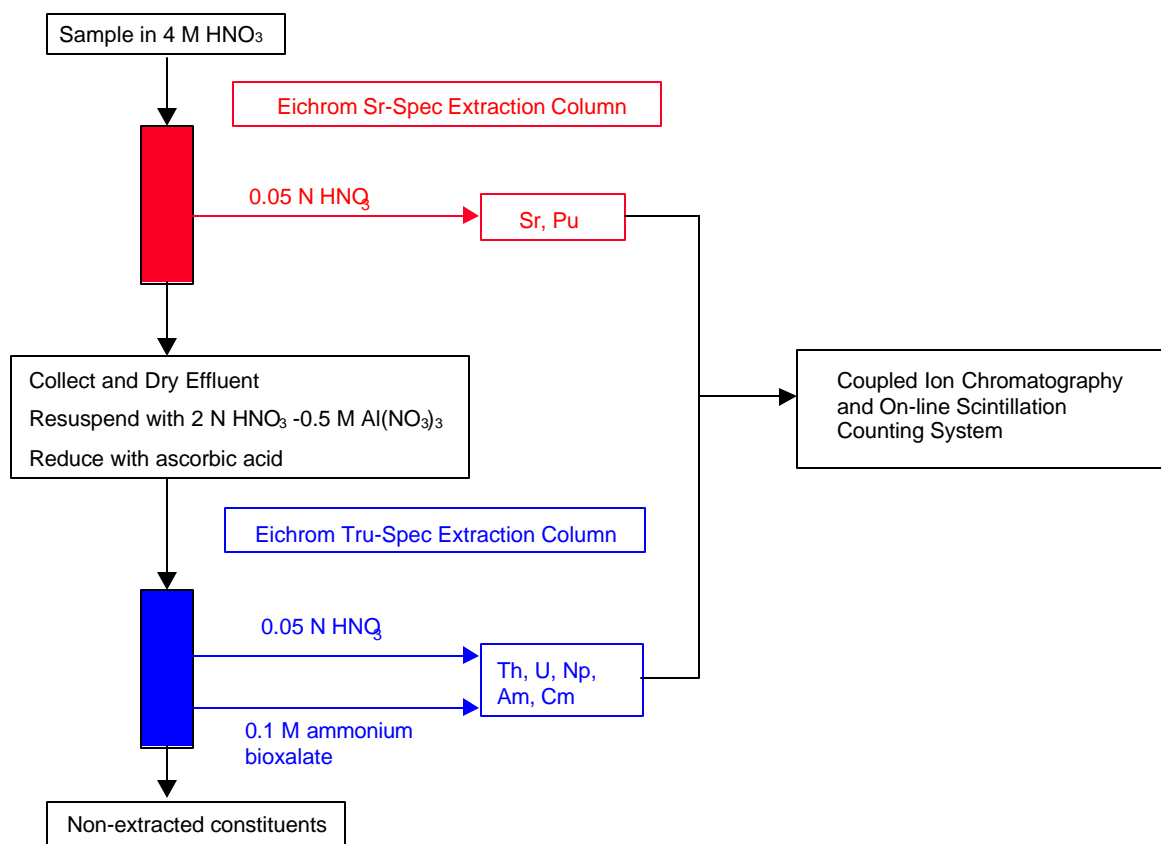 Sample in 4 M HNO₃
Eichrom Sr-Spec Extraction Column
0.05 N HNO₃
Sr, Pu
Collect and Dry Effluent
Resuspend with 2 N HNO₃ -0.5 M Al(NO₃)₃
Reduce with ascorbic acid
Coupled Ion Chromatography
and On-line Scintillation
Counting System
Eichrom Tru-Spec Extraction Column
0.05 N HNO₃
Th, U, Np,
Am, Cm
0.1 M ammonium
bioxalate
Non-extracted constituents